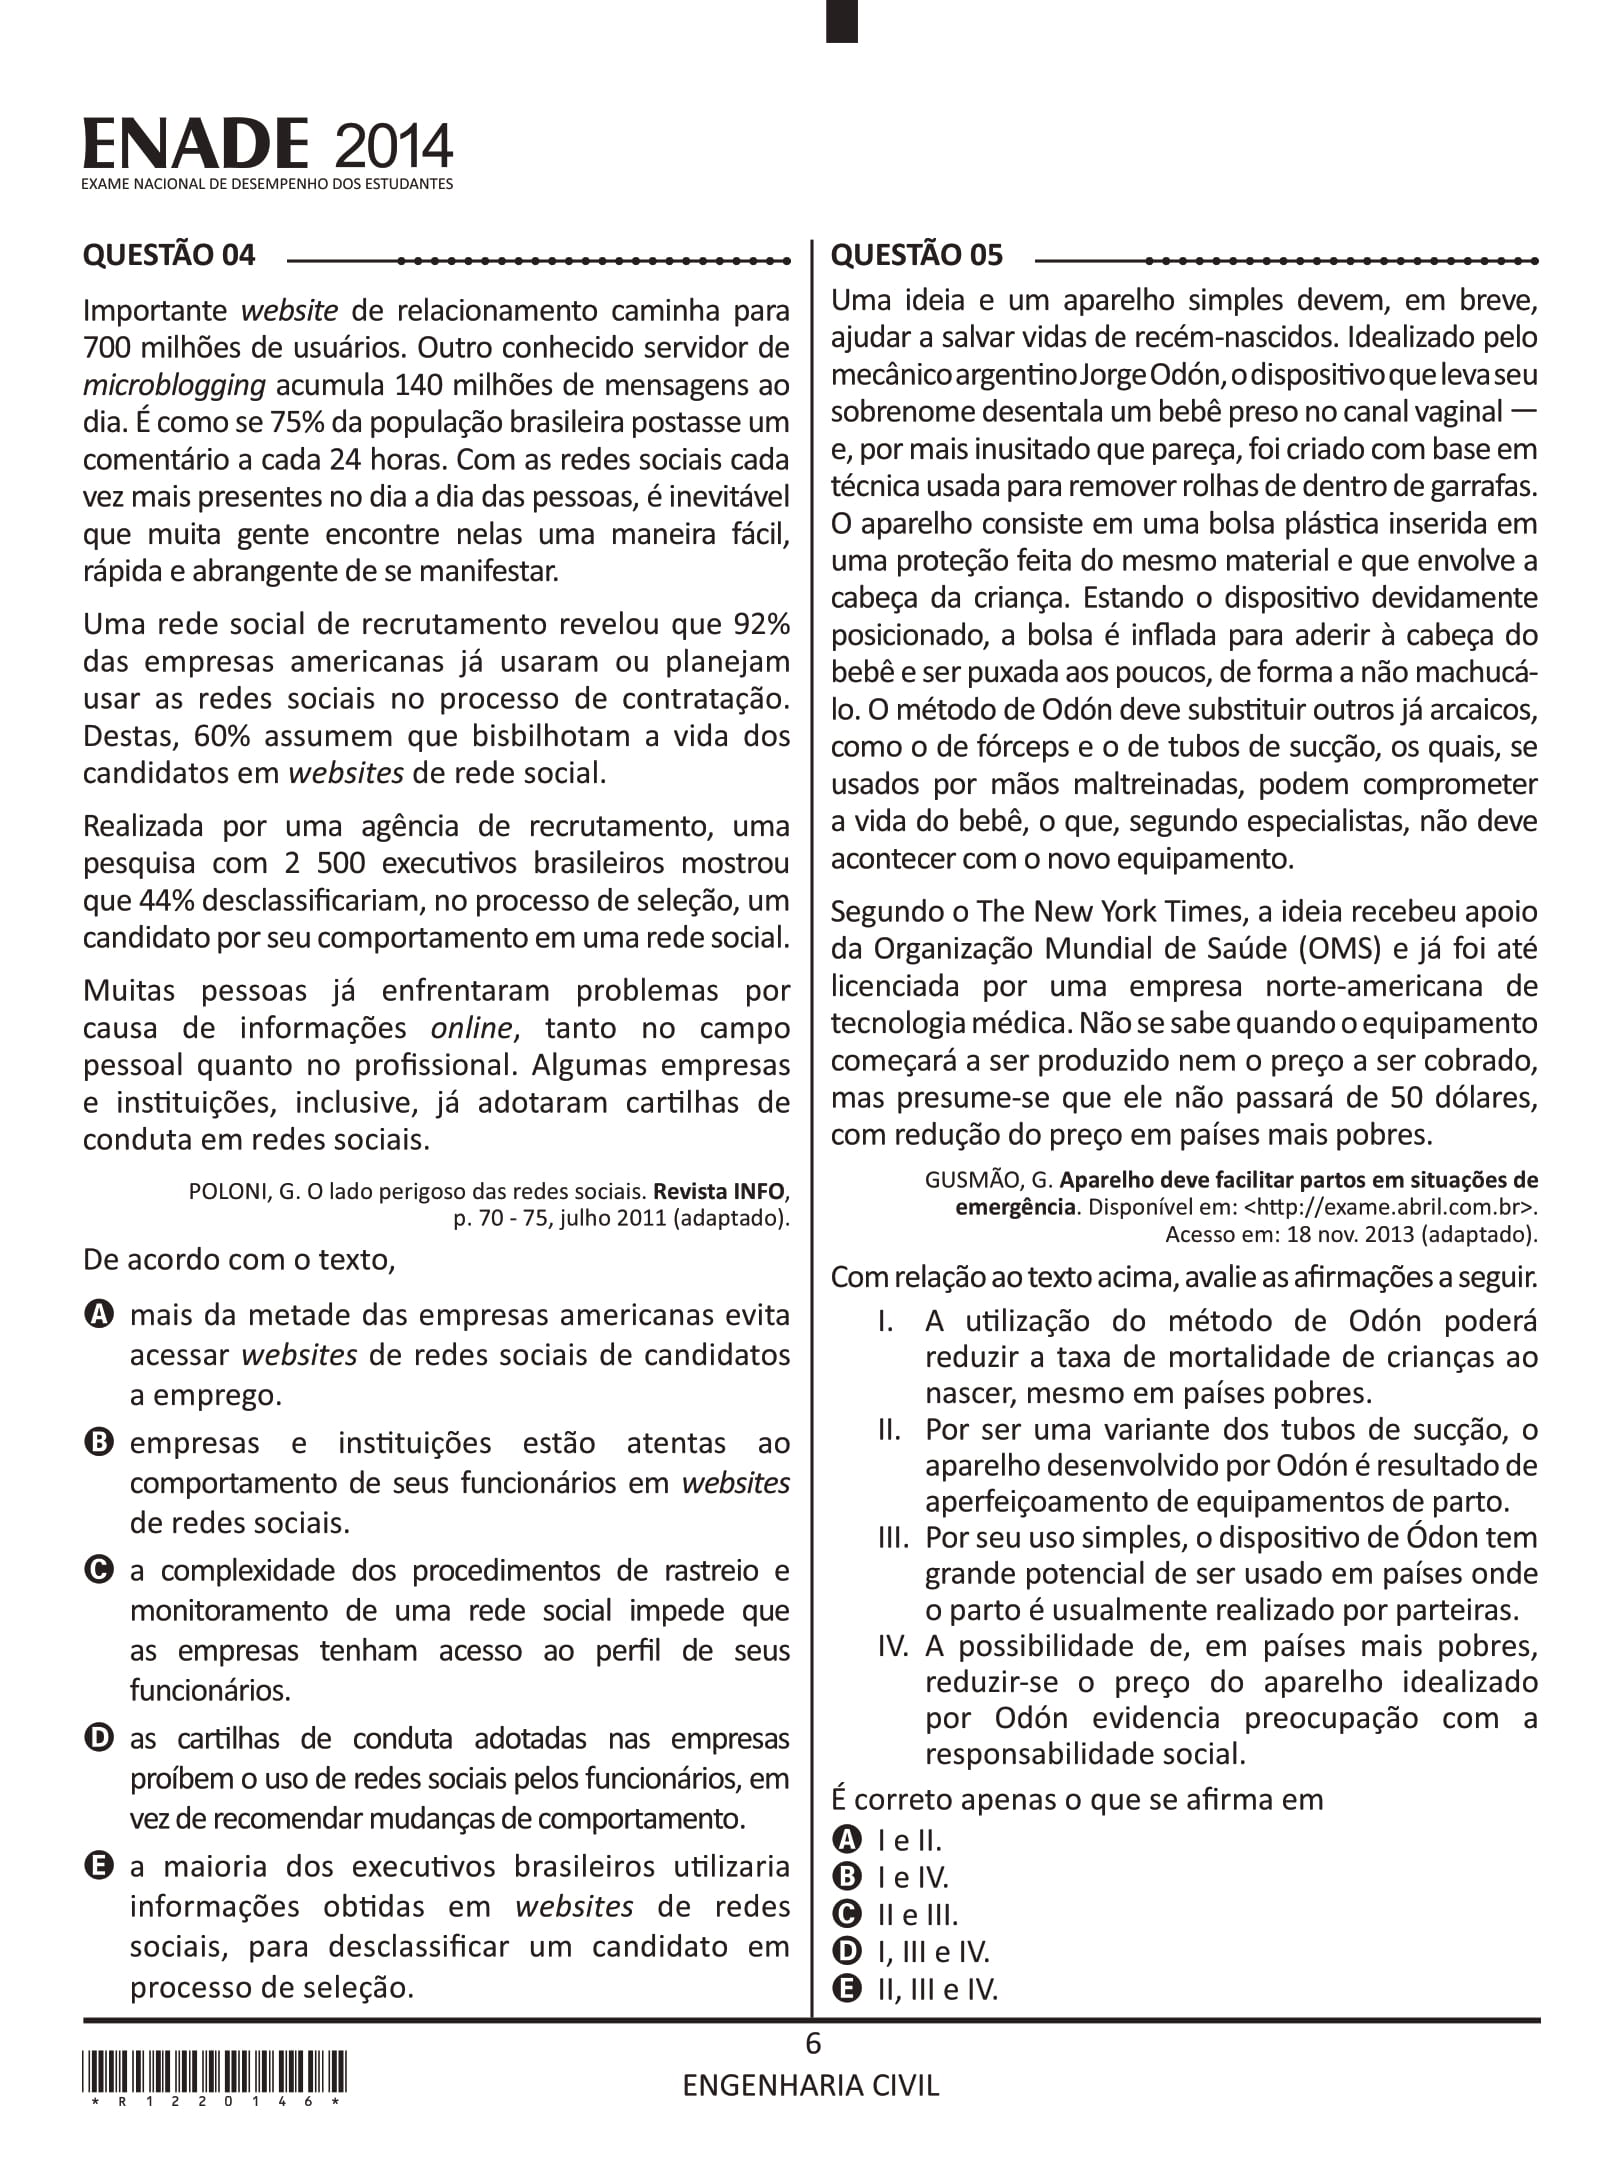 ENADE 2014
EXAME NACIONAL DE DESEMPENHO DOS ESTUDANTES
QUESTÃO 04
Importante website de relacionamento caminha para
700 milhões de usuários. Outro conhecido servidor de
microblogging acumula 140 milhões de mensagens ao
dia. É como se 75% da população brasileira postasse um
comentário a cada 24 horas. Com as redes sociais cada
vez mais presentes no dia a dia das pessoas, é inevitável
que muita gente encontre nelas uma maneira fácil,
rápida e abrangente de se manifestar.
Uma rede social de recrutamento revelou que 92%
das empresas americanas já usaram ou planejam
usar as redes sociais no processo de contratação.
Destas, 60% assumem que bisbilhotam a vida dos
candidatos em websites de rede social.
Realizada por uma agência de recrutamento, uma
pesquisa com 2 500 executivos brasileiros mostrou
que 44% desclassificariam, no processo de seleção, um
candidato por seu comportamento em uma rede social.
Muitas pessoas já enfrentaram problemas por
causa de informações online, tanto no campo
pessoal quanto no profissional. Algumas empresas
e instituições, inclusive, já adotaram cartilhas de
conduta em redes sociais.
POLONI, G. O lado perigoso das redes sociais. Revista INFO,
p. 70 - 75, julho 2011 (adaptado).
De acordo com o texto,
A mais da metade das empresas americanas evita
acessar websites de redes sociais de candidatos
a emprego.
B empresas e instituições estão atentas ao
comportamento de seus funcionários em websites
de redes sociais.
C a complexidade dos procedimentos de rastreio e
monitoramento de uma rede social impede que
as empresas tenham acesso ao perfil de seus
funcionários.
D as cartilhas de conduta adotadas nas empresas
proíbem o uso de redes sociais pelos funcionários, em
vez de recomendar mudanças de comportamento.
E a maioria dos executivos brasileiros utilizaria
informações obtidas em websites de redes
sociais, para desclassificar um candidato em
processo de seleção.
QUESTÃO 05
Uma ideia e um aparelho simples devem, em breve,
ajudar a salvar vidas de recém-nascidos. Idealizado pelo
mecânico argentino Jorge Odón, o dispositivo que leva seu
sobrenome desentala um bebê preso no canal vaginal —
e, por mais inusitado que pareça, foi criado com base em
técnica usada para remover rolhas de dentro de garrafas.
O aparelho consiste em uma bolsa plástica inserida em
uma proteção feita do mesmo material e que envolve a
cabeça da criança. Estando o dispositivo devidamente
posicionado, a bolsa é inflada para aderir à cabeça do
bebê e ser puxada aos poucos, de forma a não machucá-
lo. O método de Odón deve substituir outros já arcaicos,
como o de fórceps e o de tubos de sucção, os quais, se
usados por mãos maltreinadas, podem comprometer
a vida do bebê, o que, segundo especialistas, não deve
acontecer com o novo equipamento.
Segundo o The New York Times, a ideia recebeu apoio
da Organização Mundial de Saúde (OMS) e já foi até
licenciada por uma empresa norte-americana de
tecnologia médica. Não se sabe quando o equipamento
começará a ser produzido nem o preço a ser cobrado,
mas presume-se que ele não passará de 50 dólares,
com redução do preço em países mais pobres.
GUSMÃO, G. Aparelho deve facilitar partos em situações de
emergência. Disponível em: <http://exame.abril.com.br>.
Acesso em: 18 nov. 2013 (adaptado).
Com relação ao texto acima, avalie as afirmações a seguir.
I. A utilização do método de Odón poderá
reduzir a taxa de mortalidade de crianças ao
nascer, mesmo em países pobres.
II. Por ser uma variante dos tubos de sucção, o
aparelho desenvolvido por Odón é resultado de
aperfeiçoamento de equipamentos de parto.
III. Por seu uso simples, o dispositivo de Ódon tem
grande potencial de ser usado em países onde
o parto é usualmente realizado por parteiras.
IV. A possibilidade de, em países mais pobres,
reduzir-se o preço do aparelho idealizado
por Odón evidencia preocupação com a
responsabilidade social.
É correto apenas o que se afirma em
A I e II.
B I e IV.
C II e III.
D I, III e IV.
E II, III e IV.
6
ENGENHARIA CIVIL
*R1220146*